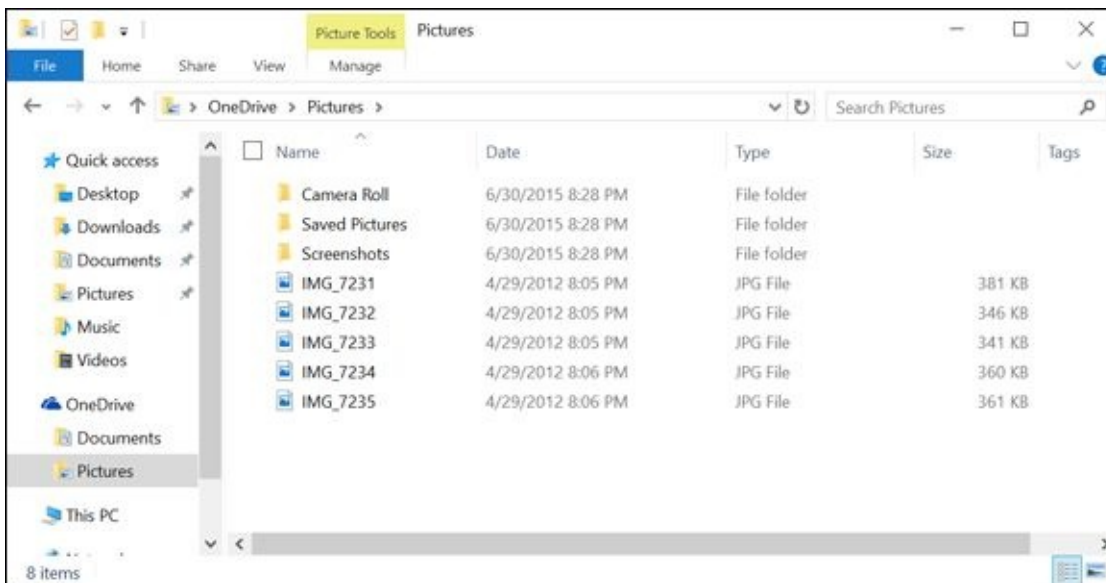 Picture Tools Pictures
File Home Share View Manage
OneDrive > Pictures > Search Pictures
Quick access
Desktop
Downloads
Documents
Pictures
Music
Videos
OneDrive
Documents
Pictures
This PC
Name Date Type Size Tags
Camera Roll 6/30/2015 8:28 PM File folder
Saved Pictures 6/30/2015 8:28 PM File folder
Screenshots 6/30/2015 8:28 PM File folder
IMG_7231 4/29/2012 8:05 PM JPG File 381 KB
IMG_7232 4/29/2012 8:05 PM JPG File 346 KB
IMG_7233 4/29/2012 8:05 PM JPG File 341 KB
IMG_7234 4/29/2012 8:06 PM JPG File 360 KB
IMG_7235 4/29/2012 8:06 PM JPG File 361 KB
8 items